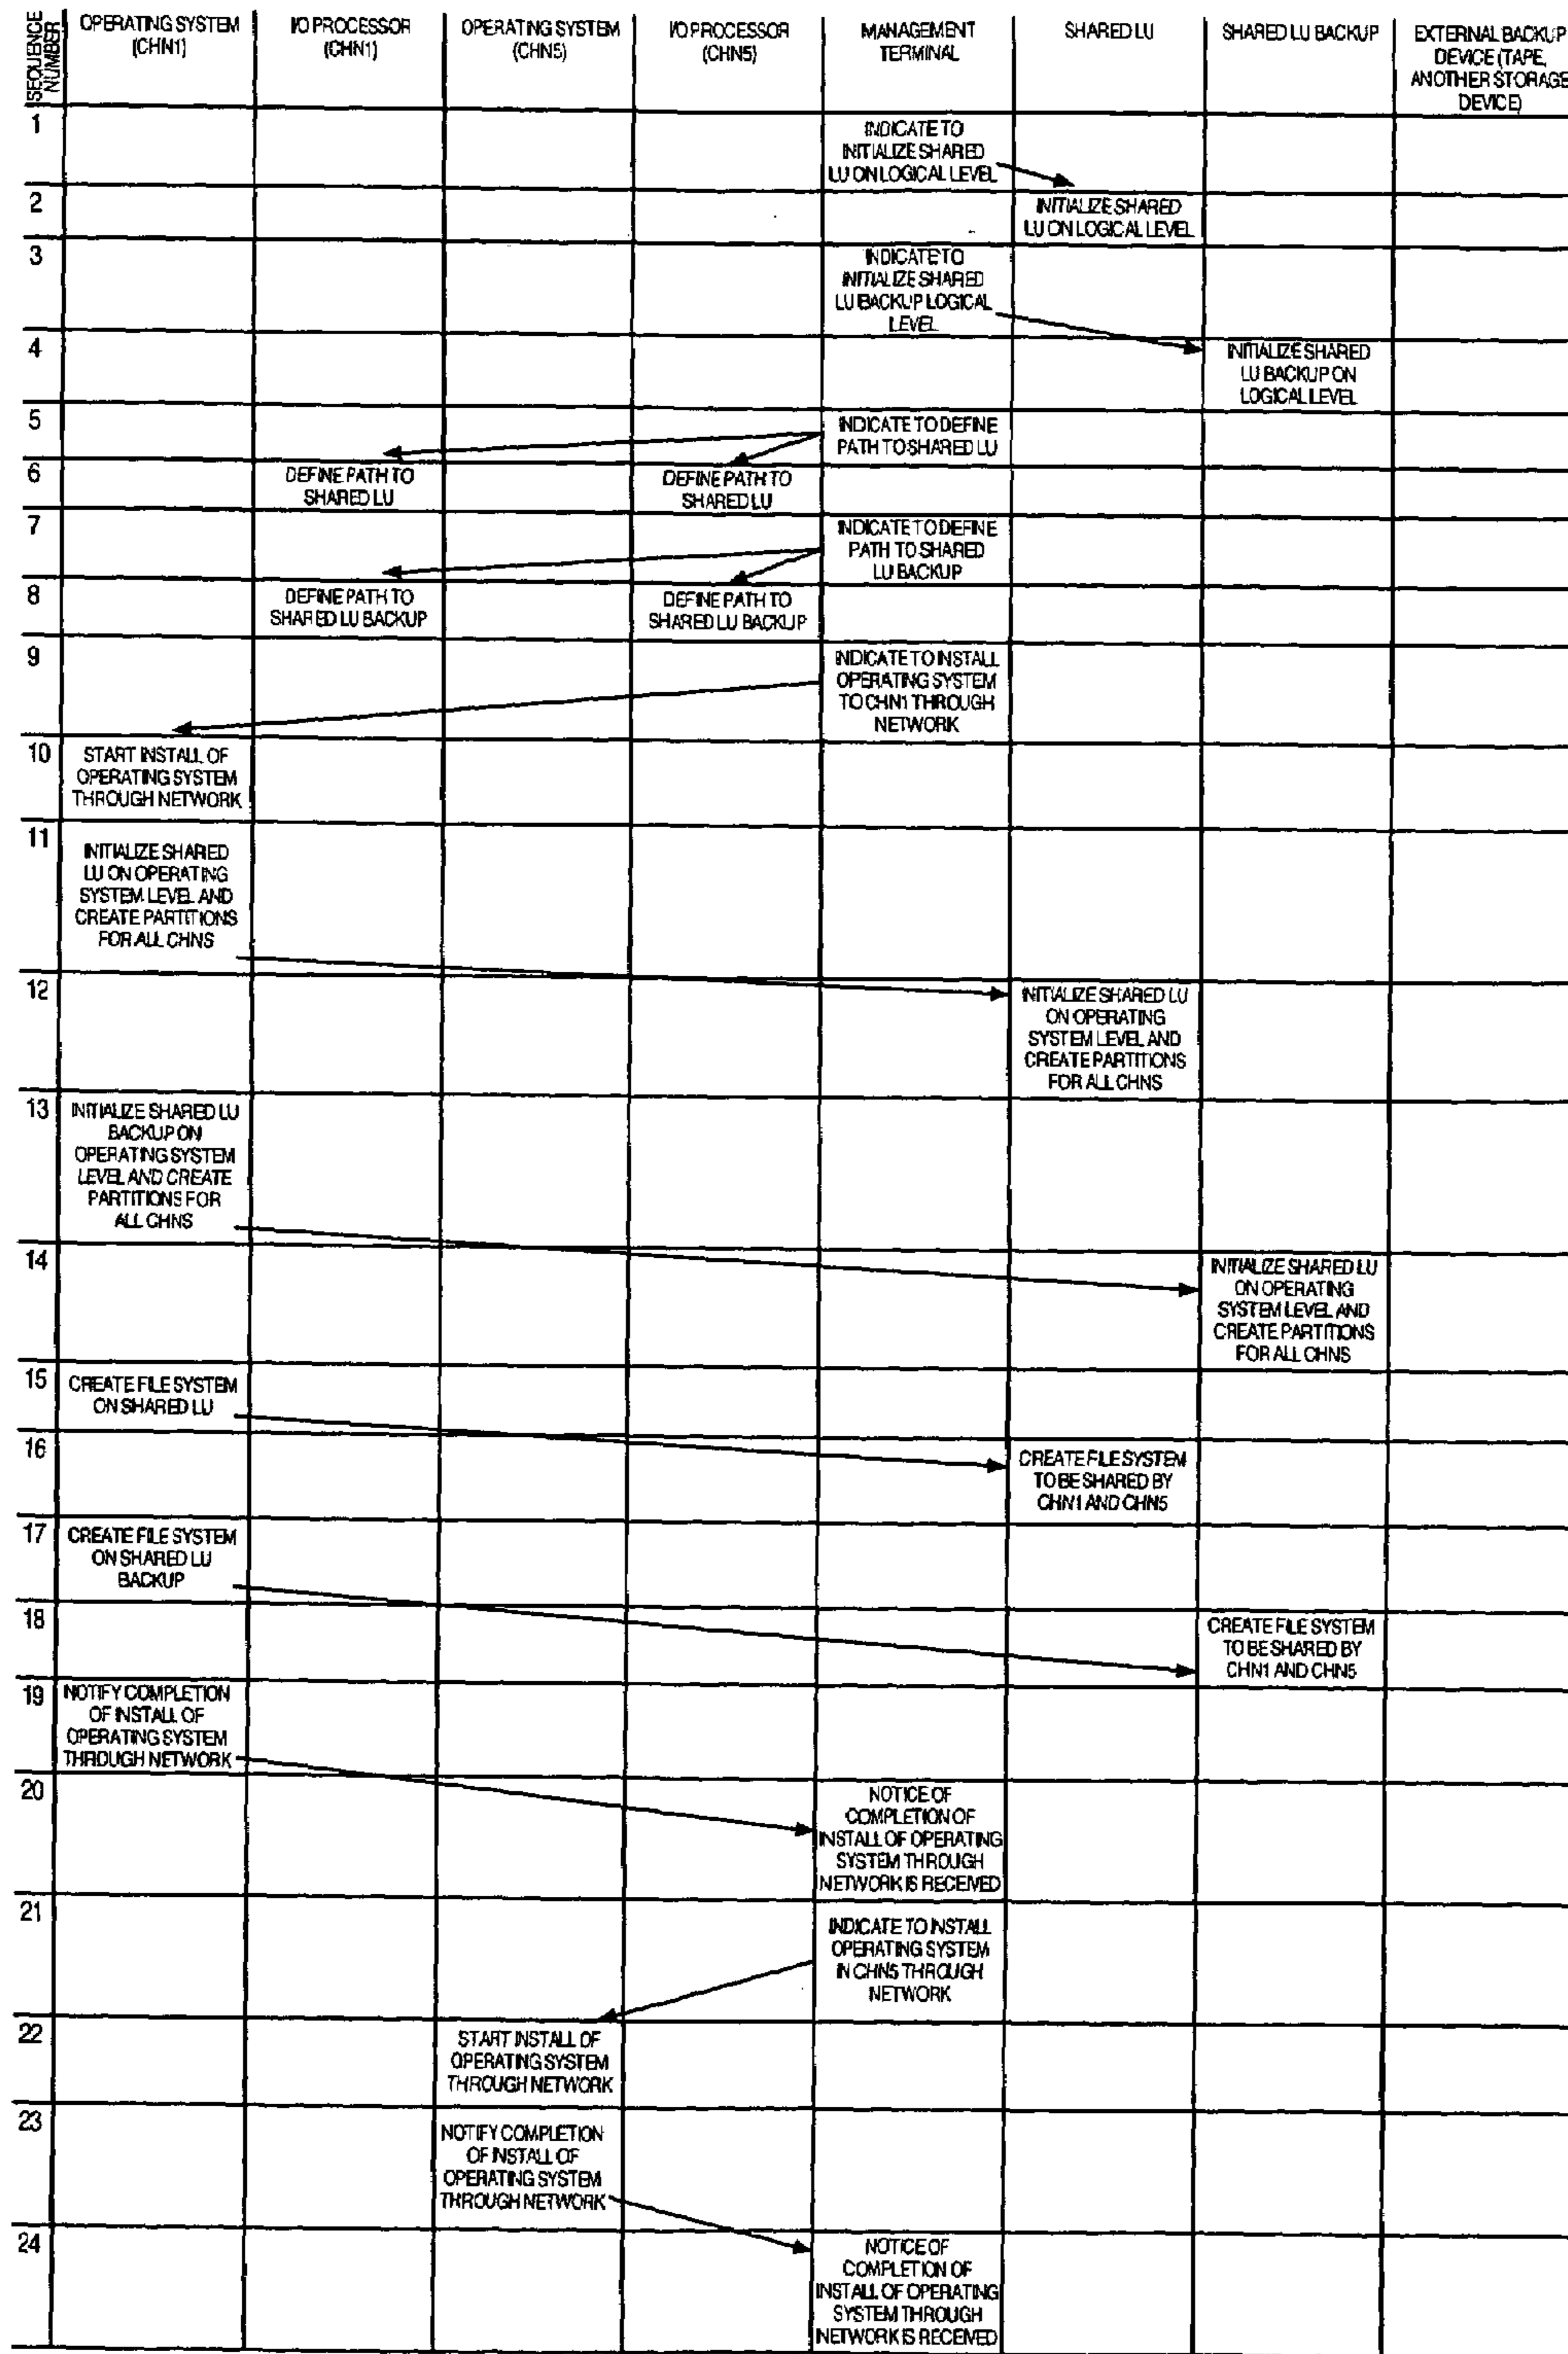 SEQUENCE
NUMBER
OPERATING SYSTEM
(CHN1)
I/O PROCESSOR
(CHN1)
OPERATING SYSTEM
(CHN5)
I/O PROCESSOR
(CHN5)
MANAGEMENT
TERMINAL
SHARED LU
SHARED LU BACKUP
EXTERNAL BACKUP
DEVICE (TAPE,
ANOTHER STORAGE
DEVICE)
1
INDICATE TO
INITIALIZE SHARED
LU ON LOGICAL LEVEL
2
INITIALIZE SHARED
LU ON LOGICAL LEVEL
3
INDICATE TO
INITIALIZE SHARED
LU BACKUP LOGICAL
LEVEL
4
INITIALIZE SHARED
LU BACKUP ON
LOGICAL LEVEL
5
INDICATE TO DEFINE
PATH TO SHARED LU
6
DEFINE PATH TO
SHARED LU
DEFINE PATH TO
SHARED LU
7
INDICATE TO DEFINE
PATH TO SHARED
LU BACKUP
8
DEFINE PATH TO
SHARED LU BACKUP
DEFINE PATH TO
SHARED LU BACKUP
9
INDICATE TO INSTALL
OPERATING SYSTEM
TO CHN1 THROUGH
NETWORK
10
START INSTALL OF
OPERATING SYSTEM
THROUGH NETWORK
11
INITIALIZE SHARED
LU ON OPERATING
SYSTEM LEVEL AND
CREATE PARTITIONS
FOR ALL CHNS
12
INITIALIZE SHARED LU
ON OPERATING
SYSTEM LEVEL AND
CREATE PARTITIONS
FOR ALL CHNS
13
INITIALIZE SHARED LU
BACKUP ON
OPERATING SYSTEM
LEVEL AND CREATE
PARTITIONS FOR
ALL CHNS
14
INITIALIZE SHARED LU
ON OPERATING
SYSTEM LEVEL AND
CREATE PARTITIONS
FOR ALL CHNS
15
CREATE FILE SYSTEM
ON SHARED LU
16
CREATE FILE SYSTEM
TO BE SHARED BY
CHN1 AND CHN5
17
CREATE FILE SYSTEM
ON SHARED LU
BACKUP
18
CREATE FILE SYSTEM
TO BE SHARED BY
CHN1 AND CHN5
19
NOTIFY COMPLETION
OF INSTALL OF
OPERATING SYSTEM
THROUGH NETWORK
20
NOTICE OF
COMPLETION OF
INSTALL OF OPERATING
SYSTEM THROUGH
NETWORK IS RECEIVED
21
INDICATE TO INSTALL
OPERATING SYSTEM
IN CHN5 THROUGH
NETWORK
22
START INSTALL OF
OPERATING SYSTEM
THROUGH NETWORK
23
NOTIFY COMPLETION
OF INSTALL OF
OPERATING SYSTEM
THROUGH NETWORK
24
NOTICE OF
COMPLETION OF
INSTALL OF OPERATING
SYSTEM THROUGH
NETWORK IS RECEIVED